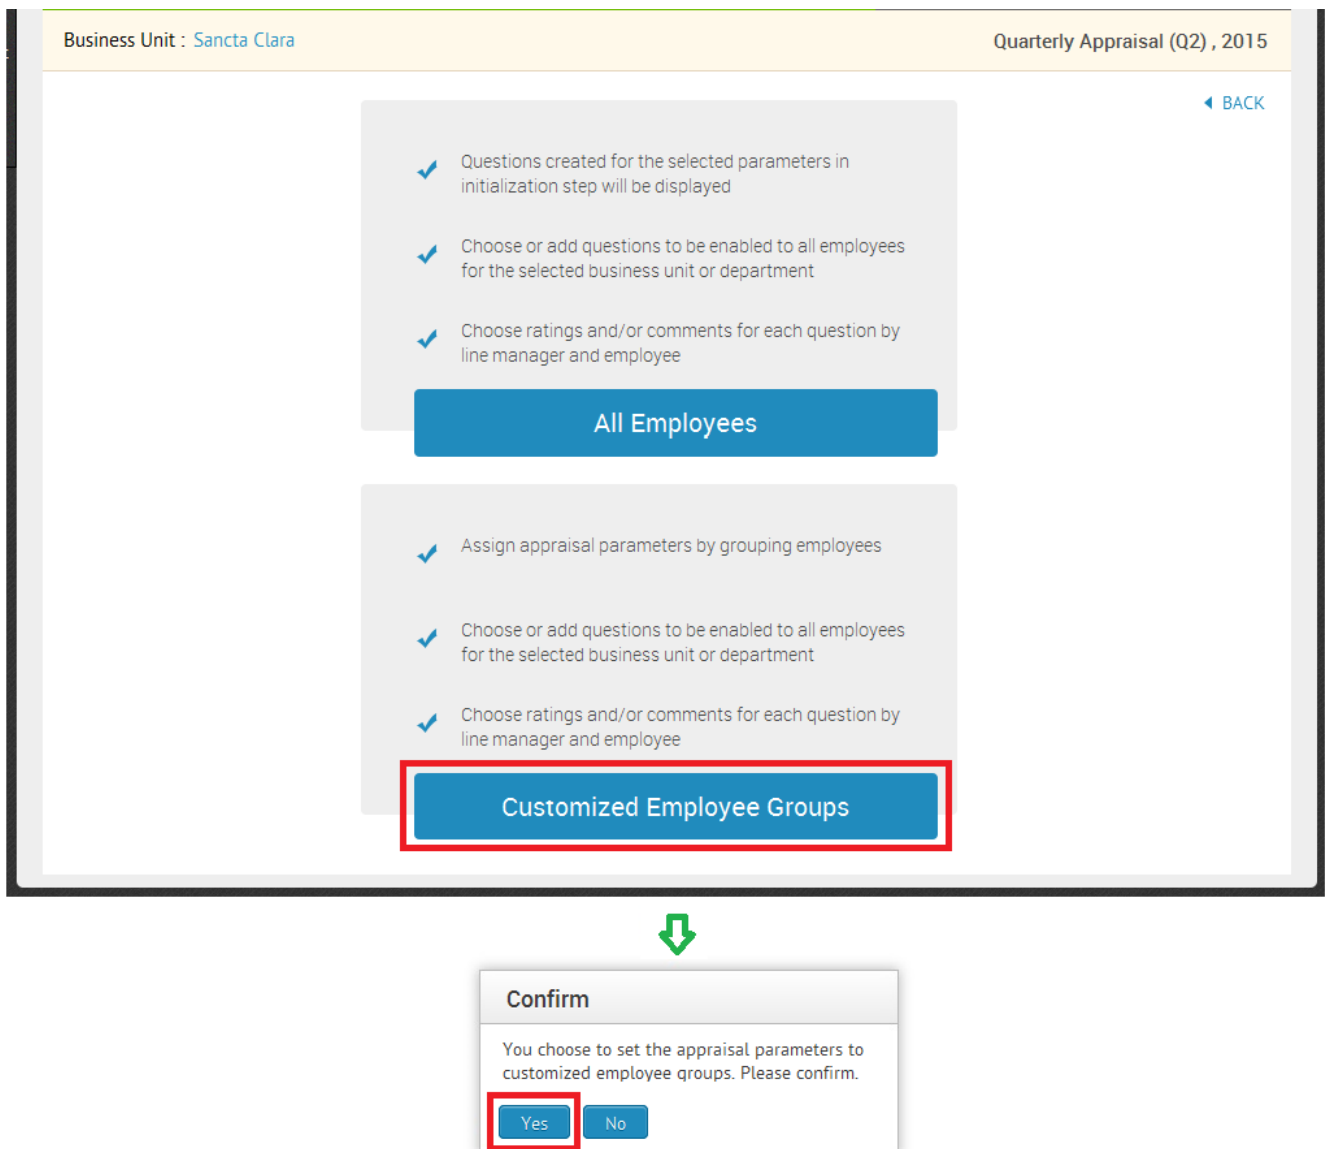 Business Unit : Sancta Clara
Quarterly Appraisal (Q2) , 2015
BACK
Questions created for the selected parameters in
initialization step will be displayed
Choose or add questions to be enabled to all employees
for the selected business unit or department
Choose ratings and/or comments for each question by
line manager and employee
All Employees
Assign appraisal parameters by grouping employees
Choose or add questions to be enabled to all employees
for the selected business unit or department
Choose ratings and/or comments for each question by
line manager and employee
Customized Employee Groups
Confirm
You choose to set the appraisal parameters to
customized employee groups. Please confirm.
Yes
No